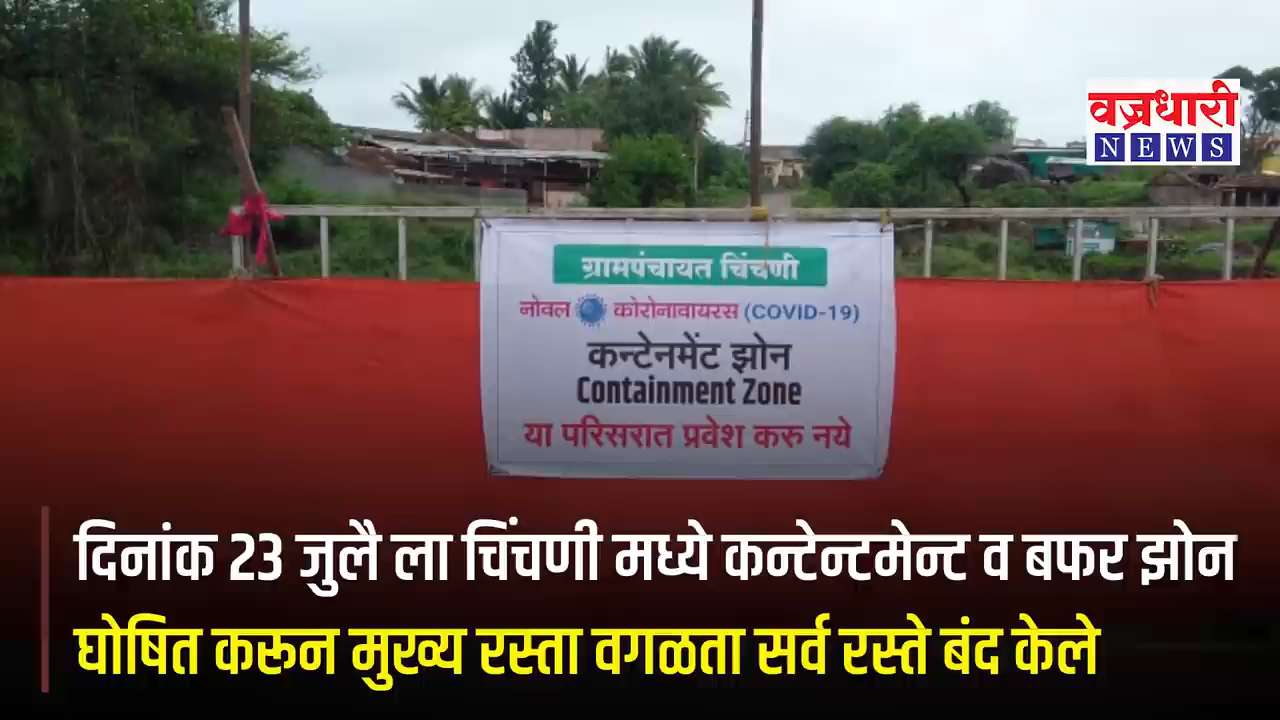 वज्रधारी
NEWS
ग्रामपंचायत चिंचणी
नोवल कोरोनावायरस (COVID-19)
कन्टेनमेंट झोन
Containment Zone
या परिसरात प्रवेश करु नये
दिनांक 23 जुलै ला चिंचणी मध्ये कन्टेन्टमेन्ट व बफर झोन
घोषित करून मुख्य रस्ता वगळता सर्व रस्ते बंद केले